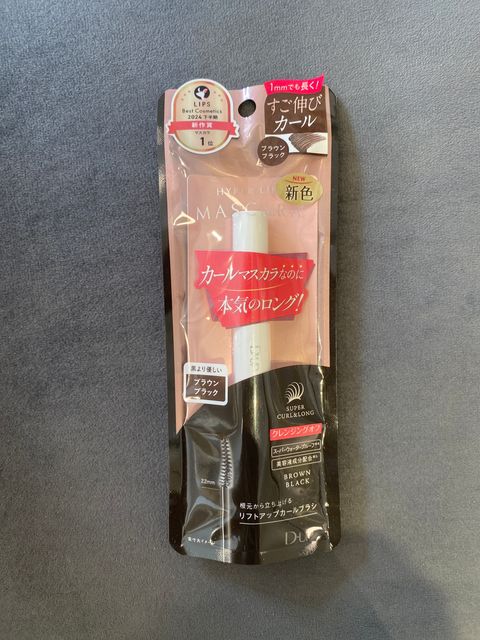 LIPS
Best Cosmetics
2024 下半期
新作賞
マスカラ
1位
1mmでも長く!
すご伸び
カール
ブラウン
ブラック
NEW
新色
HYPER
MASCARA
カールマスカラなのに
本気のロング!
黒より優しい
ブラウン
ブラック
SUPER
CURL&LONG
クレンジングオフ
スーパーウォータープルーフ
美容液成分配合
BROWN
BLACK
22mm
根元から立ち上げる
リフトアップカールブラシ
D-U